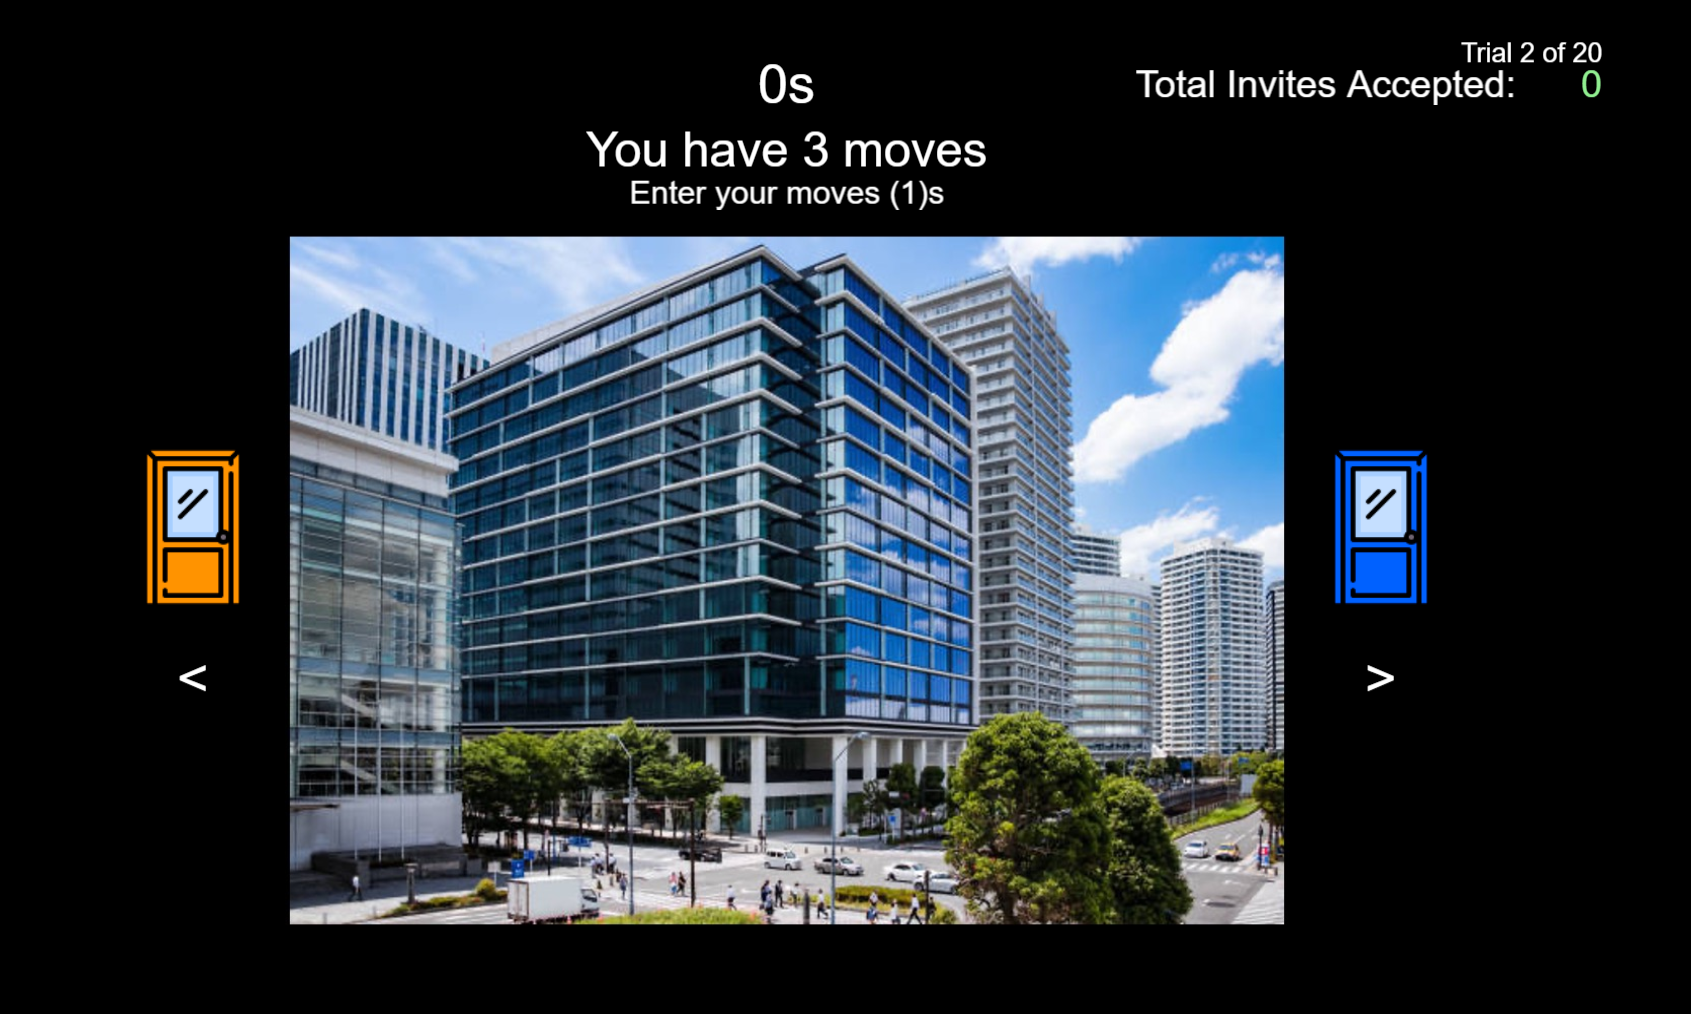 Trial 2 of 20
0s
Total Invites Accepted: 0
You have 3 moves
Enter your moves (1)s
< >